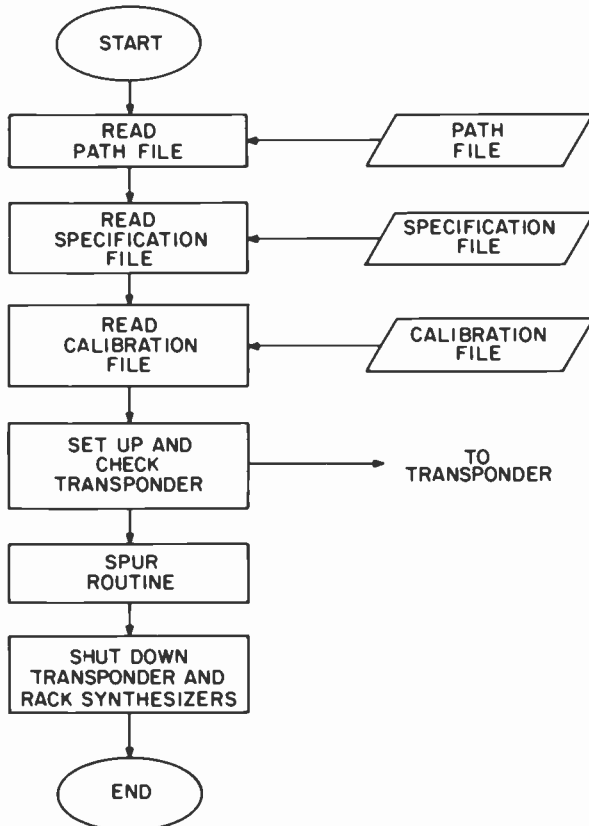 START
READ
PATH FILE
PATH
FILE
READ
SPECIFICATION
FILE
SPECIFICATION
FILE
READ
CALIBRATION
FILE
CALIBRATION
FILE
SET UP AND
CHECK
TRANSPONDER
TO
TRANSPONDER
SPUR
ROUTINE
SHUT DOWN
TRANSPONDER AND
RACK SYNTHESIZERS
END